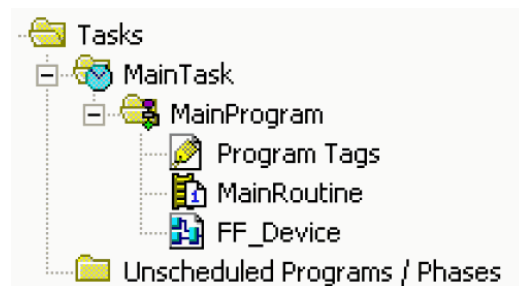 Tasks
MainTask
MainProgram
Program Tags
MainRoutine
FF_Device
Unscheduled Programs / Phases